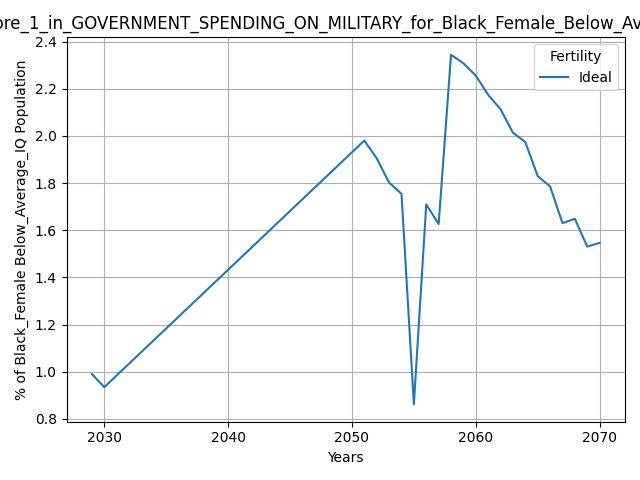 ore_1_in_GOVERNMENT_SPENDING_ON_MILITARY_for_Black_Female_Below_Av
% of Black_Female Below_Average_IQ Population
2.4
2.2
2.0
1.8
1.6
1.4
1.2
1.0
0.8
Fertility
Ideal
2030 2040 2050 2060 2070
Years